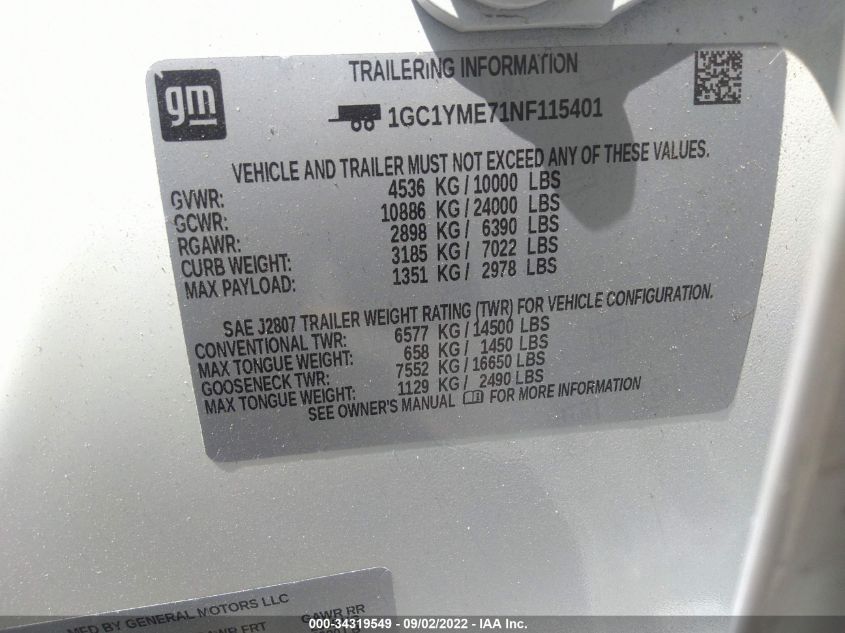 gm
TRAILERING INFORMATION
1GC1YME71NF115401
VEHICLE AND TRAILER MUST NOT EXCEED ANY OF THESE VALUES.
GVWR: 4536 KG / 10000 LBS
GCWR: 10886 KG / 24000 LBS
RGAWR: 2898 KG / 6390 LBS
CURB WEIGHT: 3185 KG / 7022 LBS
MAX PAYLOAD: 1351 KG / 2978 LBS
SAE J2807 TRAILER WEIGHT RATING (TWR) FOR VEHICLE CONFIGURATION.
CONVENTIONAL TWR: 6577 KG / 14500 LBS
MAX TONGUE WEIGHT: 658 KG / 1450 LBS
GOOSENECK TWR: 7552 KG / 16650 LBS
MAX TONGUE WEIGHT: 1129 KG / 2490 LBS
SEE OWNER'S MANUAL FOR MORE INFORMATION
MFD BY GENERAL MOTORS LLC
FRT GAWR RR
000-34319549 - 09/02/2022 - IAA Inc.